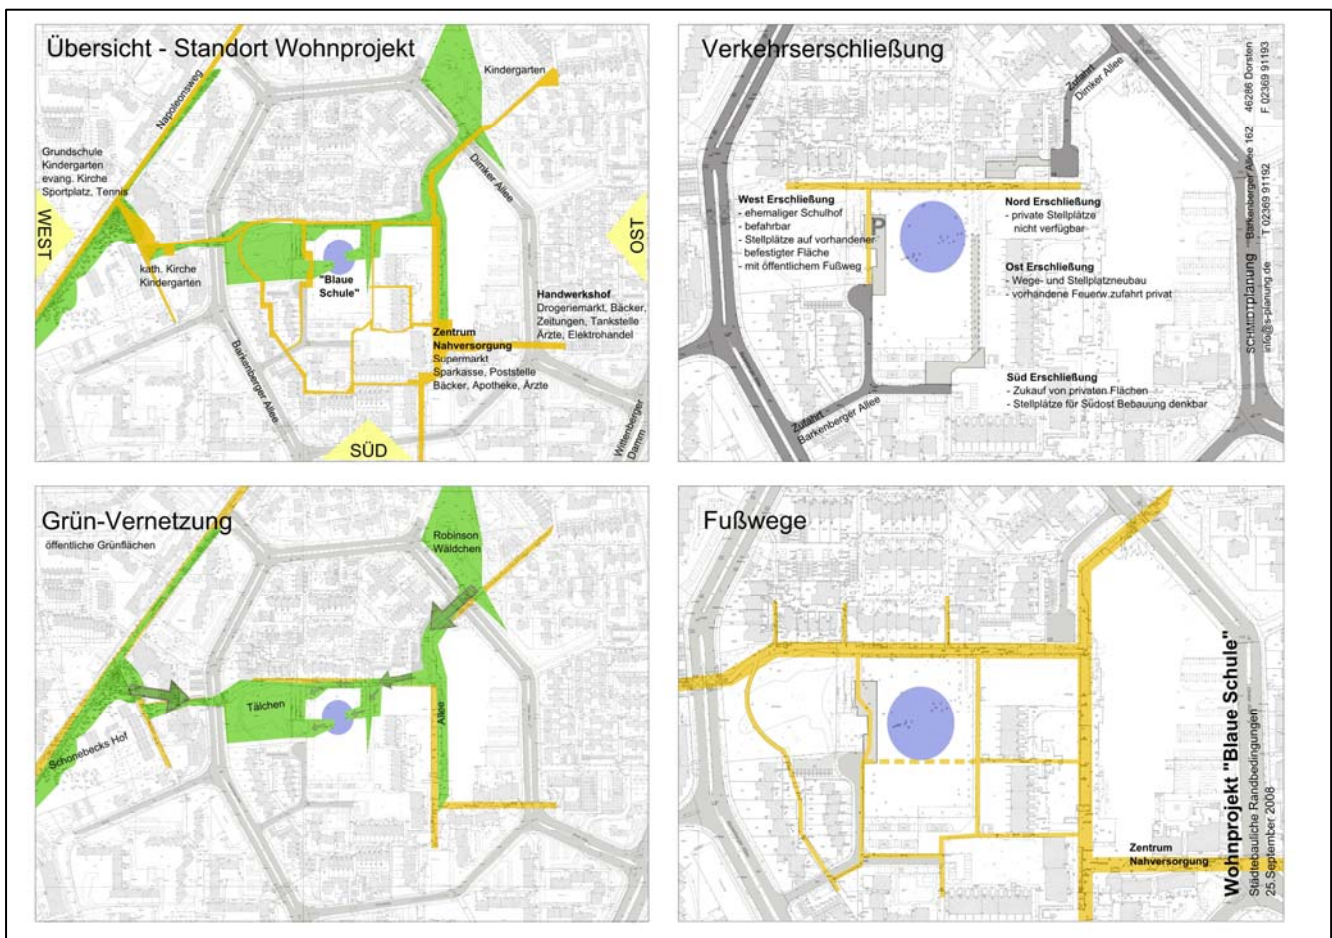 Übersicht - Standort Wohnprojekt
Napoleonsweg
Kindergarten
Grundschule
Kindergarten
evang. Kirche
Sportplatz, Tennis
Dimker Allee
WEST
OST
kath. Kirche
Kindergarten
"Blaue
Schule"
Handwerkshof
Drogeriemarkt, Bäcker,
Zeitungen, Tankstelle
Ärzte, Elektrohandel
Zentrum
Nahversorgung
Supermarkt
Sparkasse, Poststelle
Bäcker, Apotheke, Ärzte
Barkenberger Allee
SÜD
Wittenberger
Damm
Verkehrserschließung
Zufahrt
Dimker Allee
West Erschließung
- ehemaliger Schulhof
- befahrbar
- Stellplätze auf vorhandener
befestigter Fläche
- mit öffentlichem Fußweg
P
Nord Erschließung
- private Stellplätze
nicht verfügbar
Ost Erschließung
- Wege- und Stellplatzneubau
- vorhandene Feuerw.zufahrt privat
Süd Erschließung
- Zukauf von privaten Flächen
- Stellplätze für Südost Bebauung denkbar
Zufahrt -
Barkenberger Allee
SCHMIDTplanung Barkenberger Allee 162 46286 Dorsten
info@s-planung.de T 02369 91192 F 02369 91193
Grün-Vernetzung
öffentliche Grünflächen
Robinson
Wäldchen
Tälchen
Allee
Schonebecks Hof
Fußwege
Zentrum
Nahversorgung
Wohnprojekt "Blaue Schule"
Städtebauliche Randbedingungen
25.September 2008